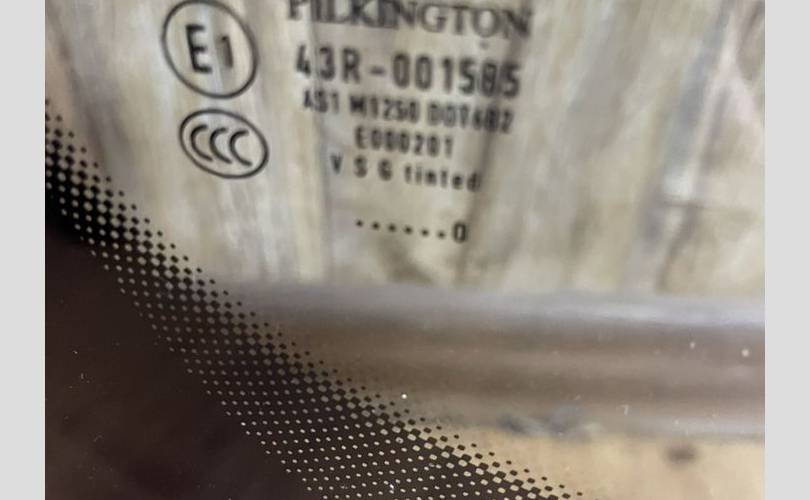 PILKINGTON
E1
43R-001585
AS1 M1250 DOT682
CCC
E000201
V S G tinted
......0